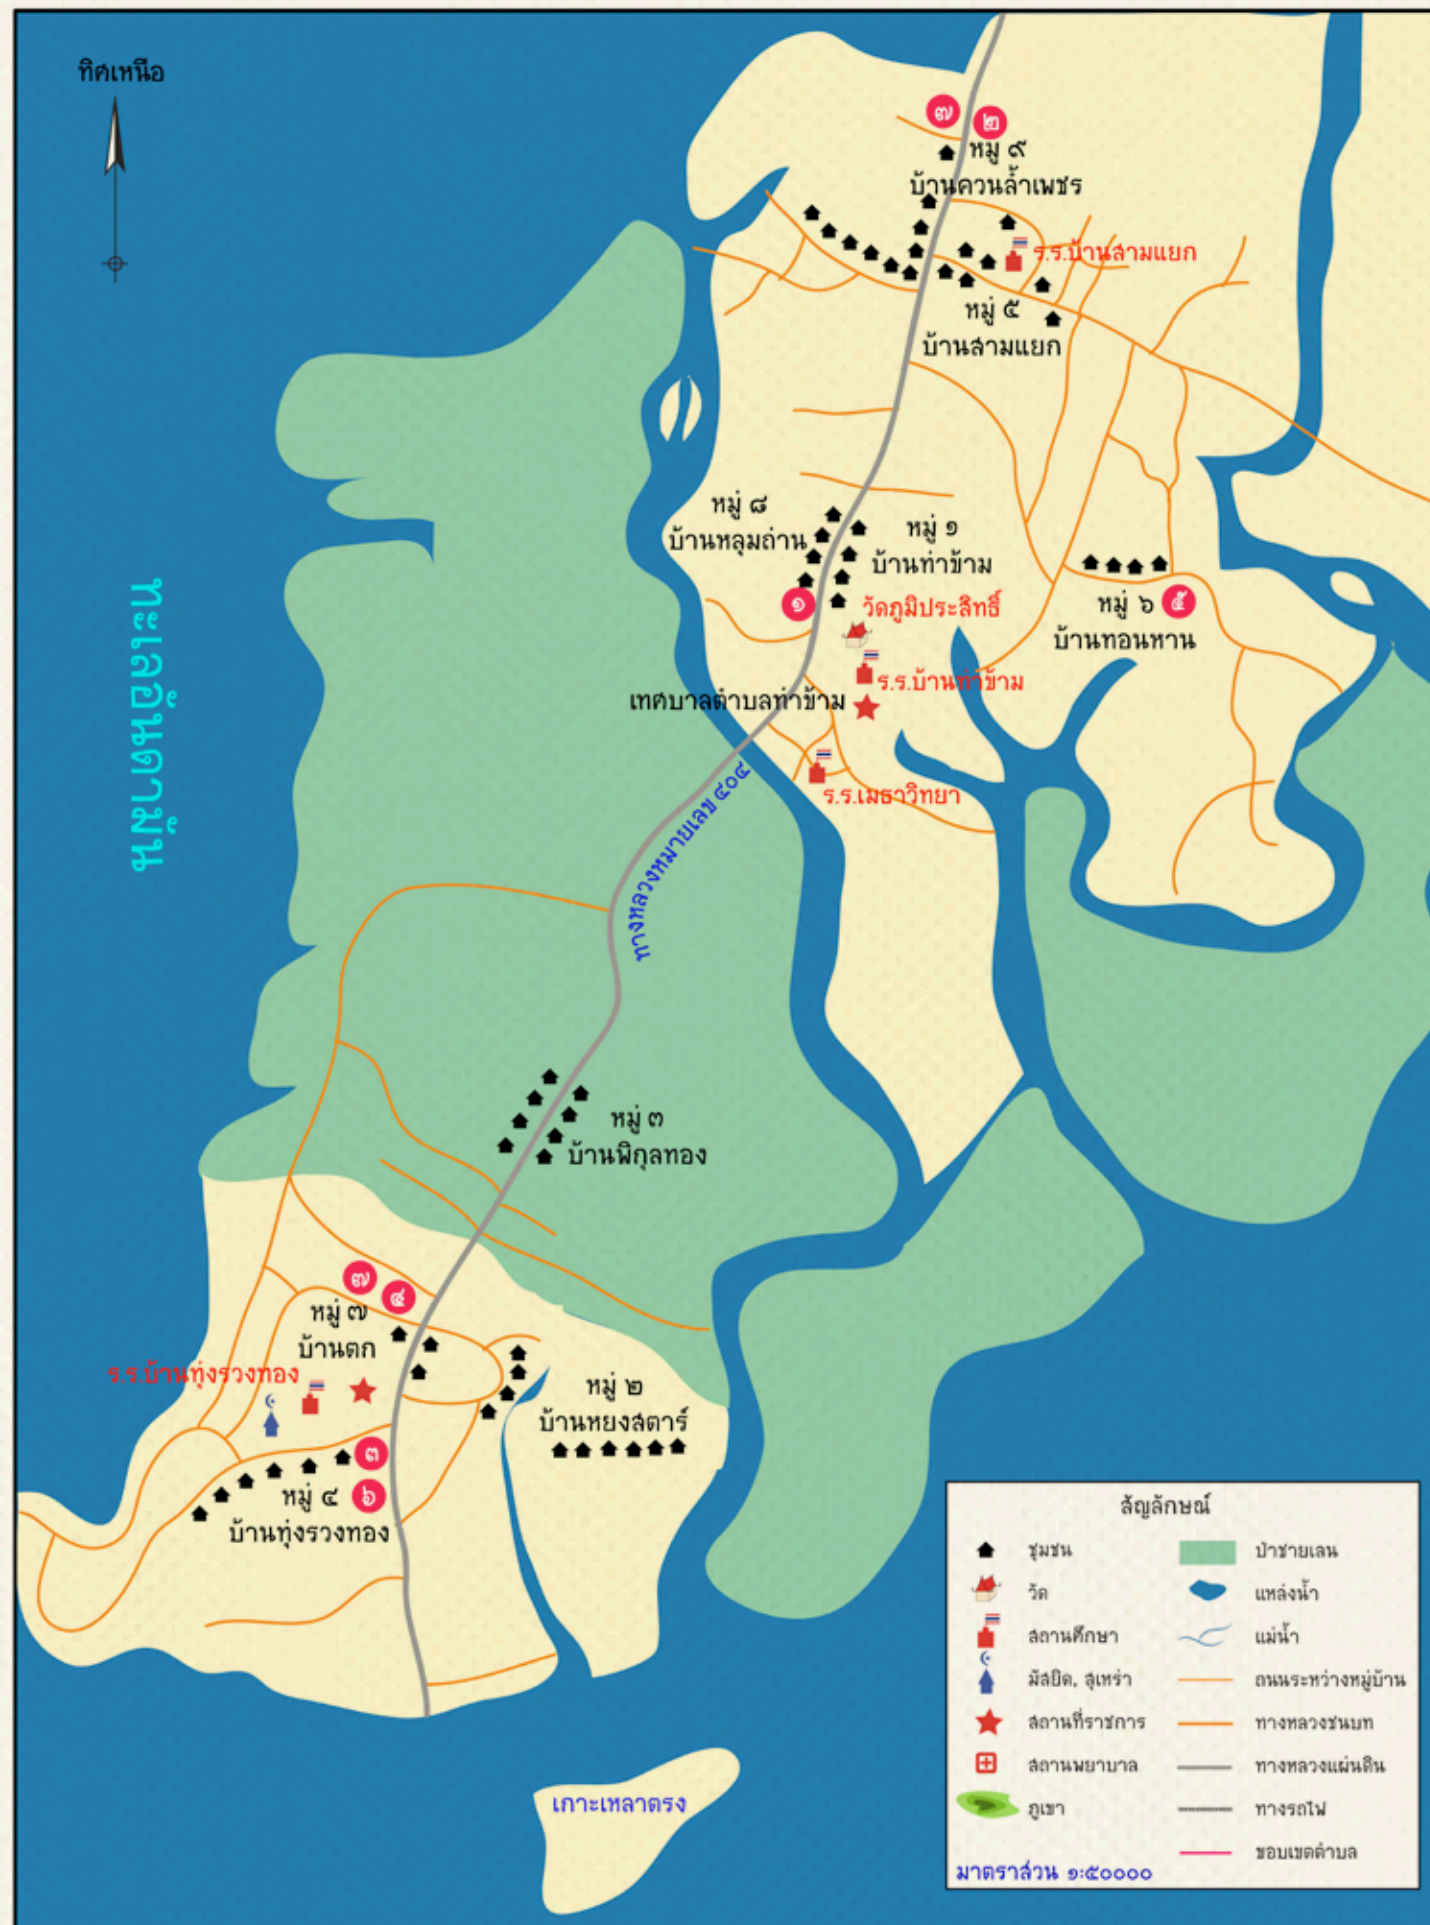 ทิศเหนือ
๗
๒
หมู่ ๙
บ้านควนล้ำเพชร
ร.ร.บ้านสามแยก
หมู่ ๕
บ้านสามแยก
หมู่ ๘
บ้านหลุมถ่าน
หมู่ ๑
บ้านท่าข้าม
๑
วัดภูมิประสิทธิ์
หมู่ ๖
๕
บ้านทอนหาน
ร.ร.บ้านท่าข้าม
เทศบาลตำบลท่าข้าม
ร.ร.เมธาวิทยา
ทะเลอันดามัน
ทางหลวงหมายเลข ๔๐๔
หมู่ ๓
บ้านพิกุลทอง
๗
๔
หมู่ ๗
บ้านตก
ร.ร.บ้านทุ่งรวงทอง
หมู่ ๒
บ้านหยงสตาร์
๓
หมู่ ๔
๖
บ้านทุ่งรวงทอง
เกาะเหลาตรง
สัญลักษณ์
ชุมชน
วัด
สถานศึกษา
มัสยิด, สุเหร่า
สถานที่ราชการ
สถานพยาบาล
ภูเขา
ป่าชายเลน
แหล่งน้ำ
แม่น้ำ
ถนนระหว่างหมู่บ้าน
ทางหลวงชนบท
ทางหลวงแผ่นดิน
ทางรถไฟ
ขอบเขตตำบล
มาตราส่วน ๑:๕๐๐๐๐